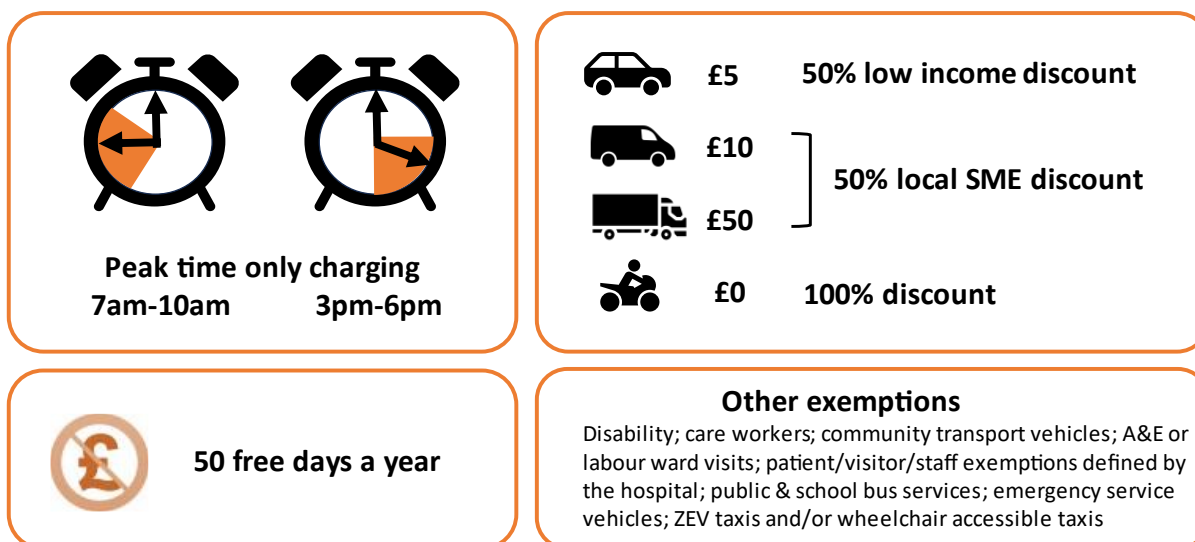 Peak time only charging
7am-10am 3pm-6pm
£5 50% low income discount
£10
50% local SME discount
£50
£0 100% discount
£
50 free days a year
Other exemptions
Disability; care workers; community transport vehicles; A&E or
labour ward visits; patient/visitor/staff exemptions defined by
the hospital; public & school bus services; emergency service
vehicles; ZEV taxis and/or wheelchair accessible taxis